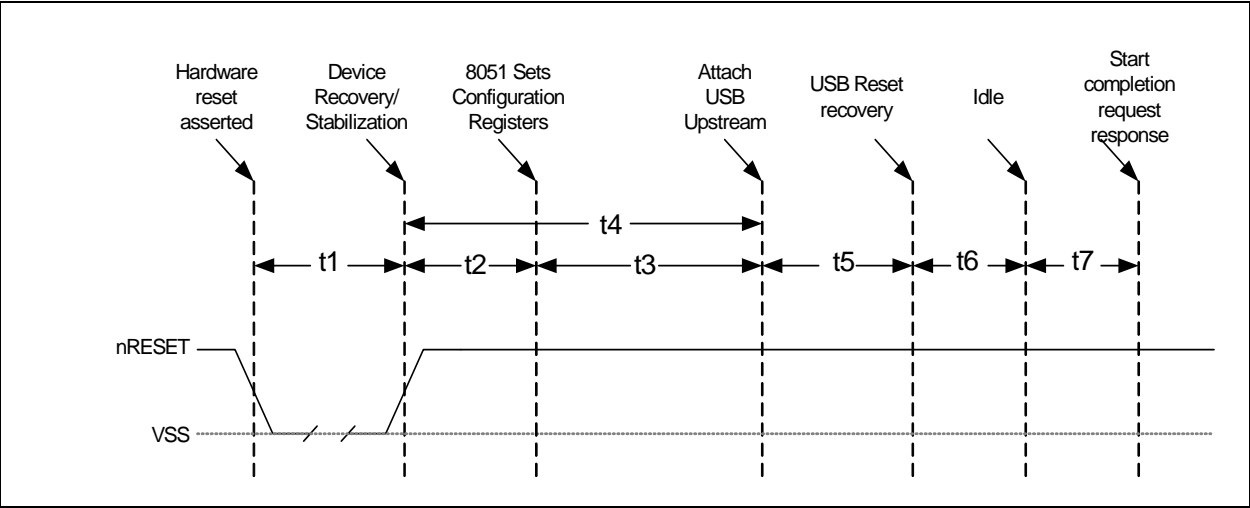 Hardware
reset
asserted
Device
Recovery/
Stabilization
8051 Sets
Configuration
Registers
Attach
USB
Upstream
USB Reset
recovery
Idle
Start
completion
request
response
t4
t1
t2
t3
t5
t6
t7
nRESET
VSS